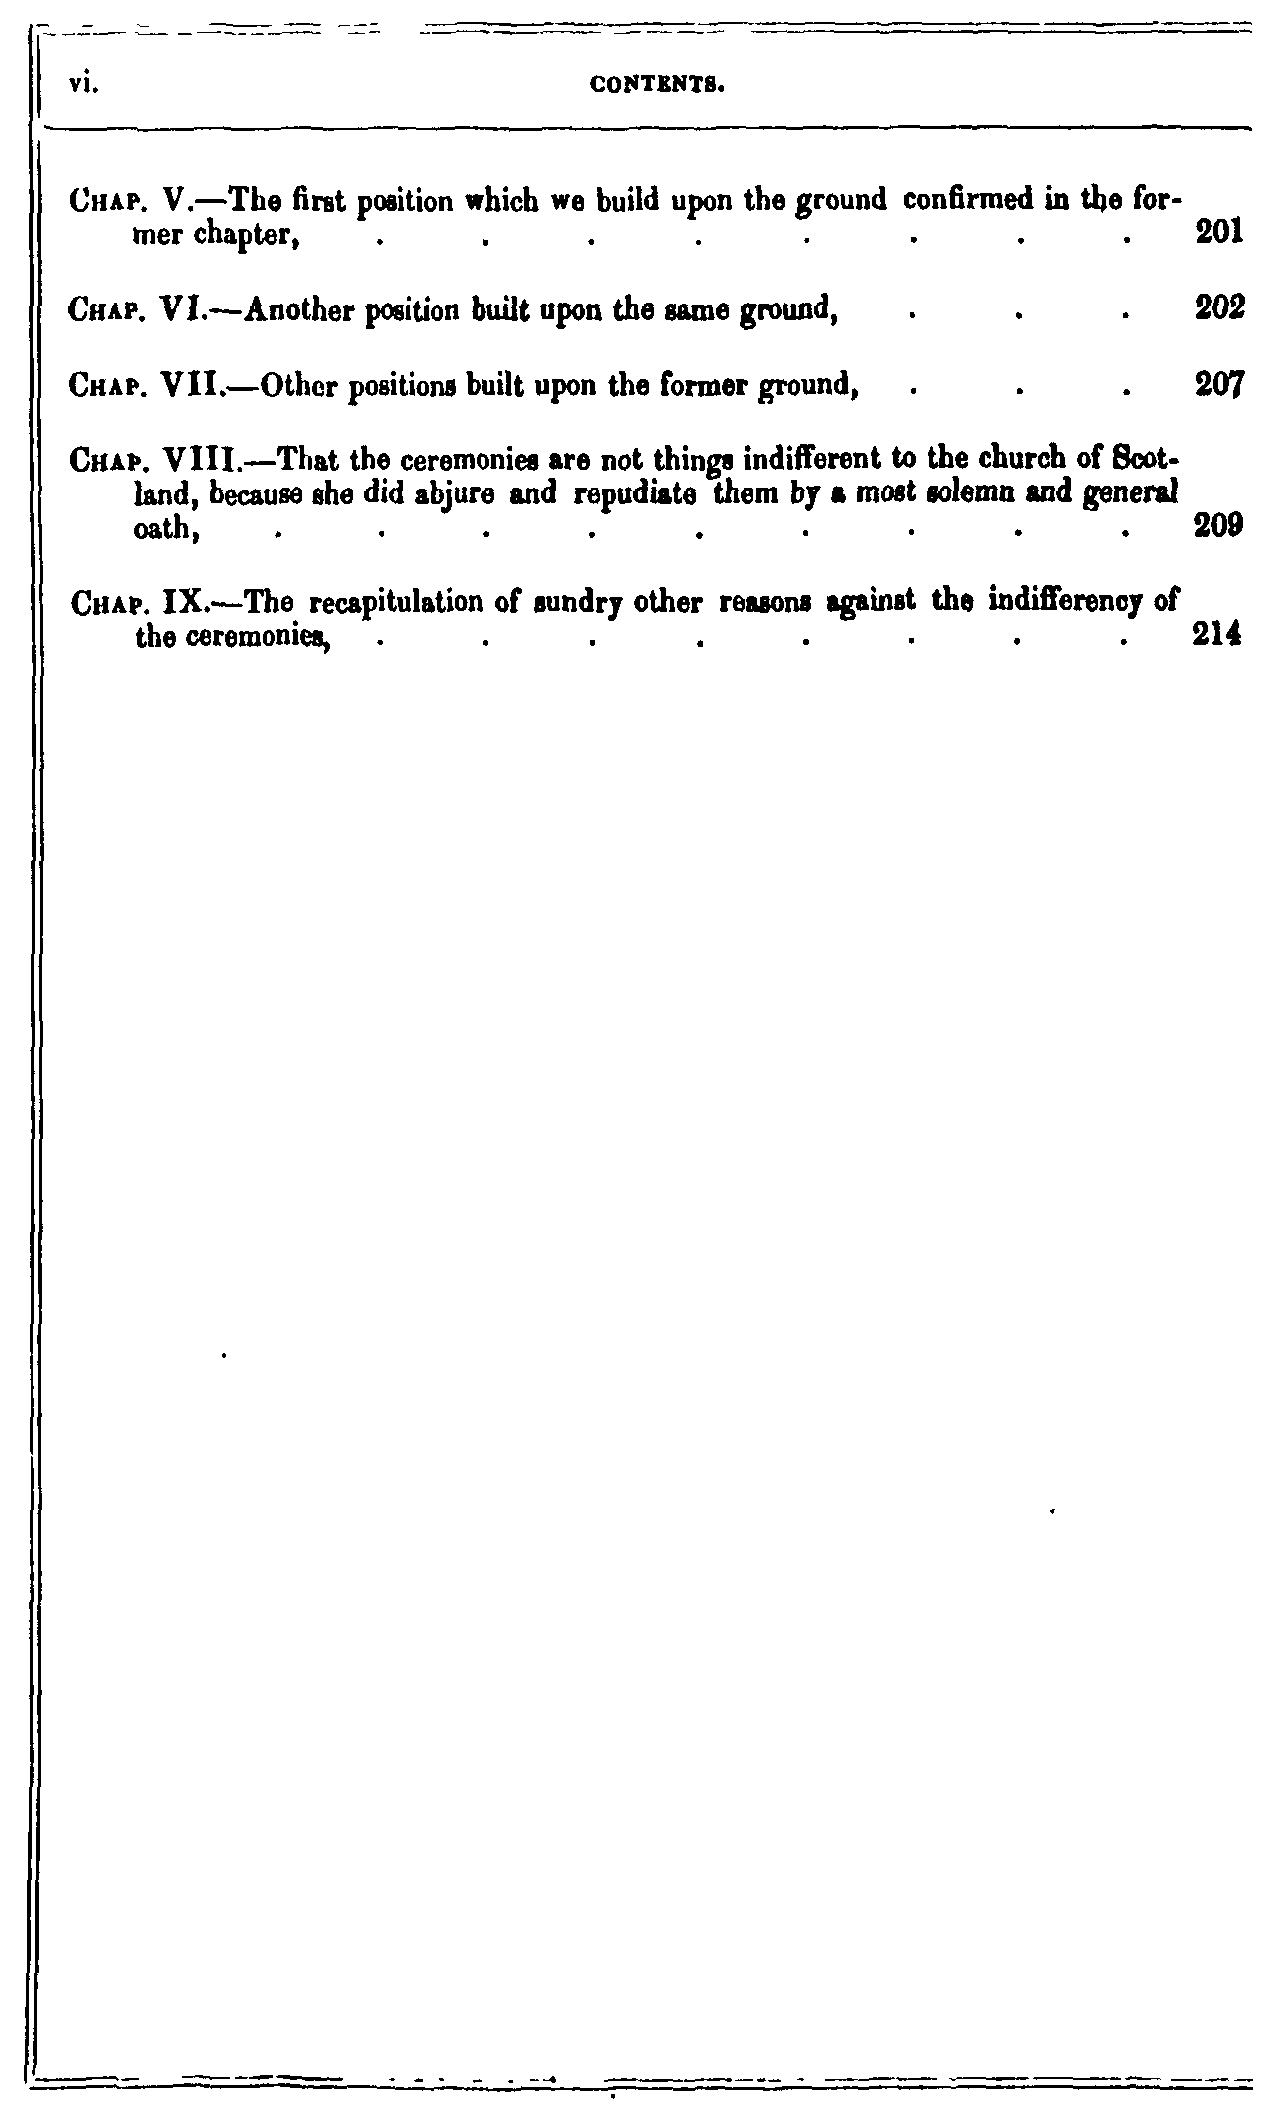 vi. CONTENTS.
CHAP. V.—The first position which we build upon the ground confirmed in the for-
mer chapter, . . . . . . . . 201
CHAP. VI.—Another position built upon the same ground, . . . 202
CHAP. VII.—Other positions built upon the former ground, . . . 207
CHAP. VIII.—That the ceremonies are not things indifferent to the church of Scot-
land, because she did abjure and repudiate them by a most solemn and general
oath, . . . . . . . . . 209
CHAP. IX.—The recapitulation of sundry other reasons against the indifferency of
the ceremonies, . . . . . . . . 214